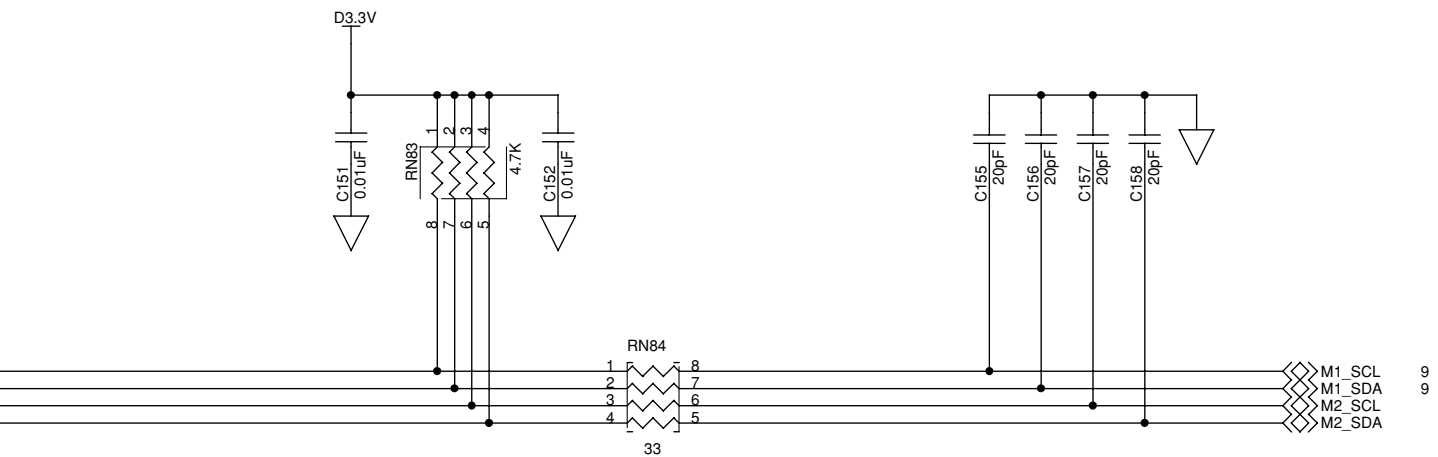 D3.3V
1
2
3
4
RN83
4.7K
C151
0.01uF
C152
0.01uF
8
7
6
5
C155
20pF
C156
20pF
C157
20pF
C158
20pF
RN84
1
8
M1_SCL 9
2
7
M1_SDA 9
3
6
M2_SCL
4
5
M2_SDA
33